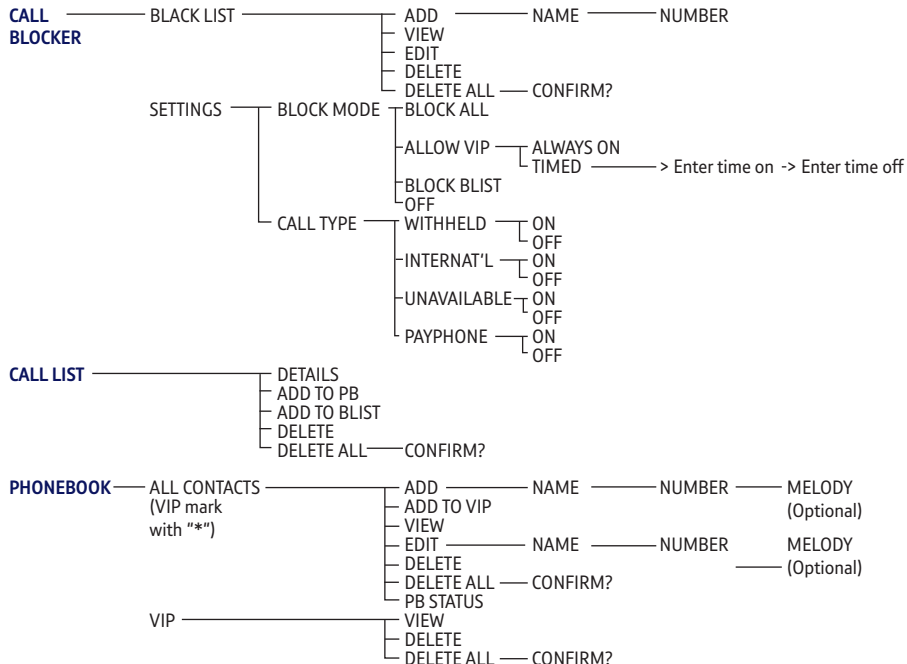 CALL BLACK LIST ADD NAME NUMBER
BLOCKER VIEW
EDIT
DELETE
DELETE ALL CONFIRM?
SETTINGS BLOCK MODE BLOCK ALL
ALLOW VIP ALWAYS ON
TIMED > Enter time on -> Enter time off
BLOCK BLIST
OFF
CALL TYPE WITHHELD ON
OFF
INTERNAT'L ON
OFF
UNAVAILABLE ON
OFF
PAYPHONE ON
OFF
CALL LIST DETAILS
ADD TO PB
ADD TO BLIST
DELETE
DELETE ALL CONFIRM?
PHONEBOOK ALL CONTACTS ADD NAME NUMBER MELODY
(VIP mark ADD TO VIP (Optional)
with "*") VIEW
EDIT NAME NUMBER MELODY
DELETE (Optional)
DELETE ALL CONFIRM?
PB STATUS
VIP VIEW
DELETE
DELETE ALL CONFIRM?